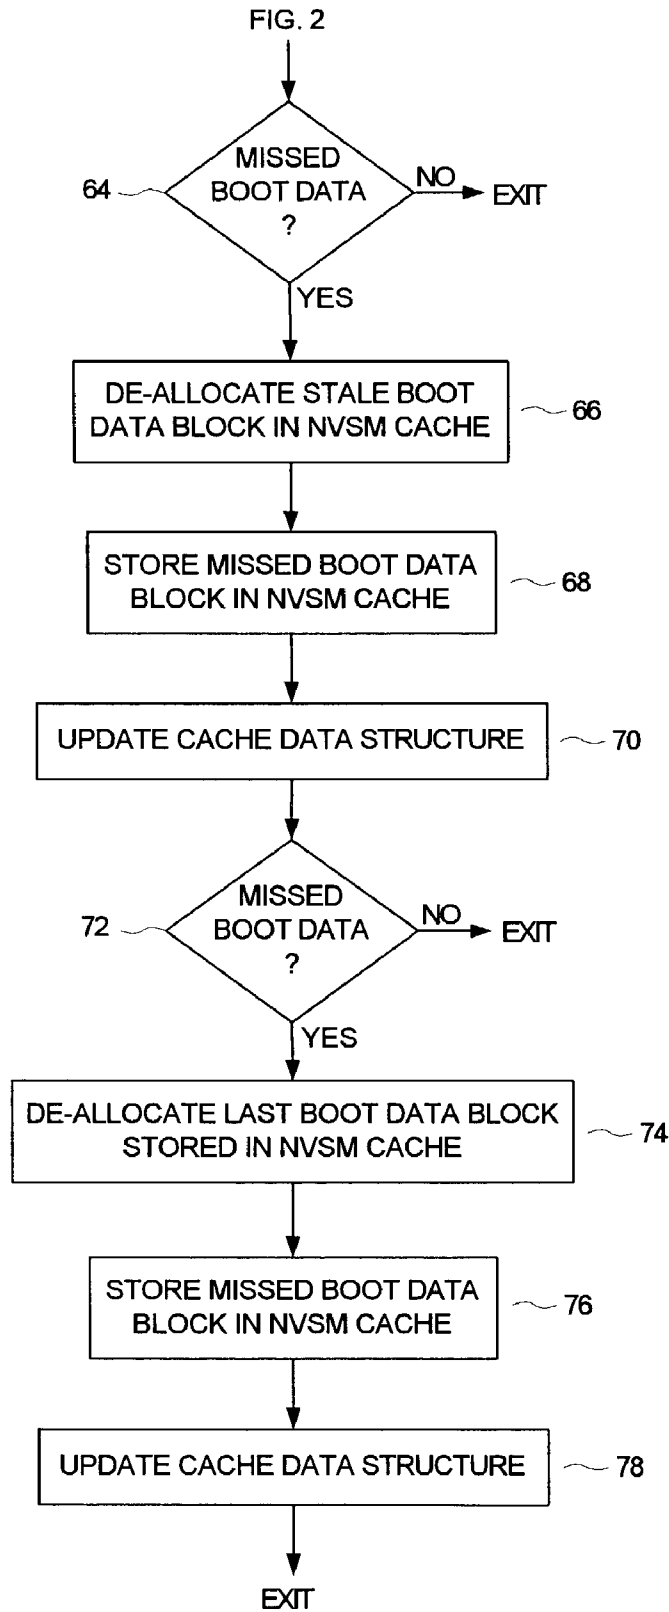 FIG. 2
MISSED
BOOT DATA
?
64
NO
EXIT
YES
DE-ALLOCATE STALE BOOT
DATA BLOCK IN NVSM CACHE
66
STORE MISSED BOOT DATA
BLOCK IN NVSM CACHE
68
UPDATE CACHE DATA STRUCTURE
70
MISSED
BOOT DATA
?
72
NO
EXIT
YES
DE-ALLOCATE LAST BOOT DATA BLOCK
STORED IN NVSM CACHE
74
STORE MISSED BOOT DATA
BLOCK IN NVSM CACHE
76
UPDATE CACHE DATA STRUCTURE
78
EXIT